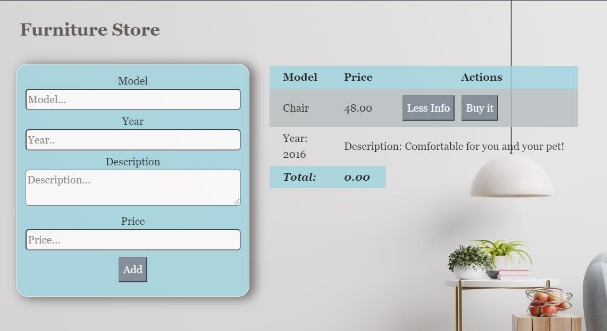 Furniture Store
Model
Model...
Year
Year..
Description
Description...
Price
Price...
Add
Model Price Actions
Chair 48.00 Less Info Buy it
Year: 2016 Description: Comfortable for you and your pet!
Total: 0.00